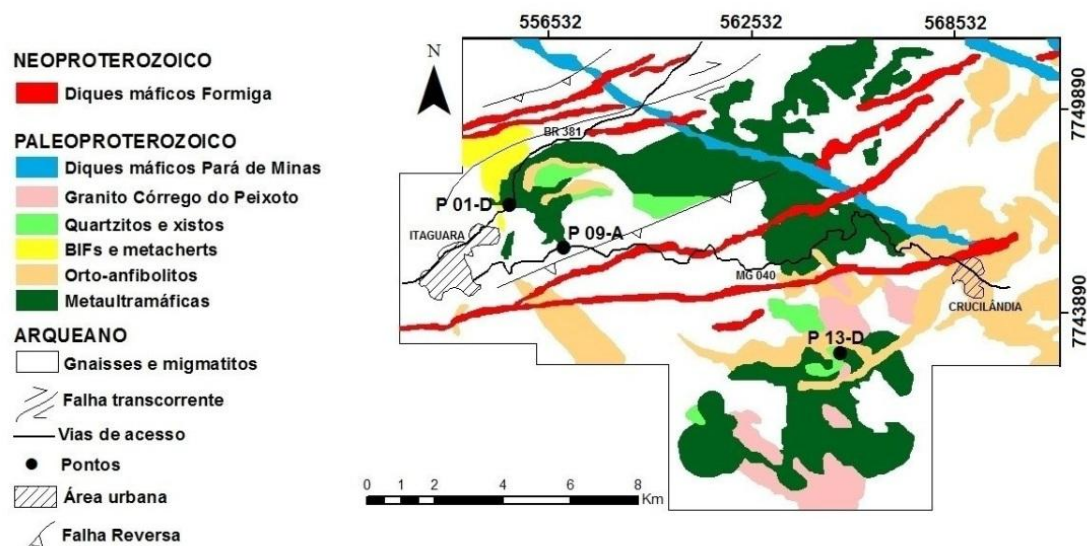 NEOPROTEROZOICO
Diques máficos Formiga
PALEOPROTEROZOICO
Diques máficos Pará de Minas
Granito Córrego do Peixoto
Quartzitos e xistos
BIFs e metacherts
Orto-anfibolitos
Metaultramáficas
ARQUEANO
Gnaisses e migmatitos
Falha transcorrente
Vias de acesso
Pontos
Área urbana
Falha Reversa
556532 562532 568532
N
7749890
BR 381
P 01-D
ITAGUARA
P 09-A
MG 040
CRUCILÂNDIA
7743890
P 13-D
0 2 4 6 8
Km